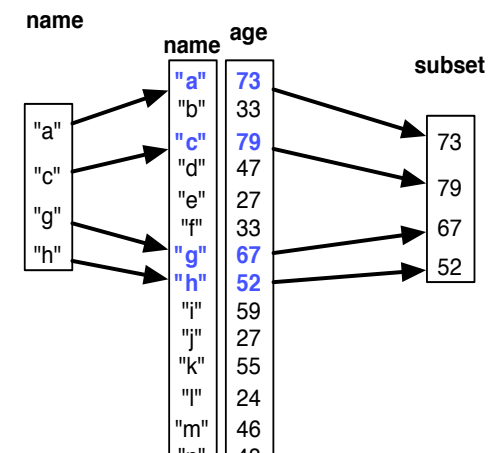 name
name age
subset
"a" 73
"b" 33
"c" 79
"d" 47
"e" 27
"f" 33
"g" 67
"h" 52
"i" 59
"j" 27
"k" 55
"l" 24
"m" 46
"a"
"c"
"g"
"h"
73
79
67
52